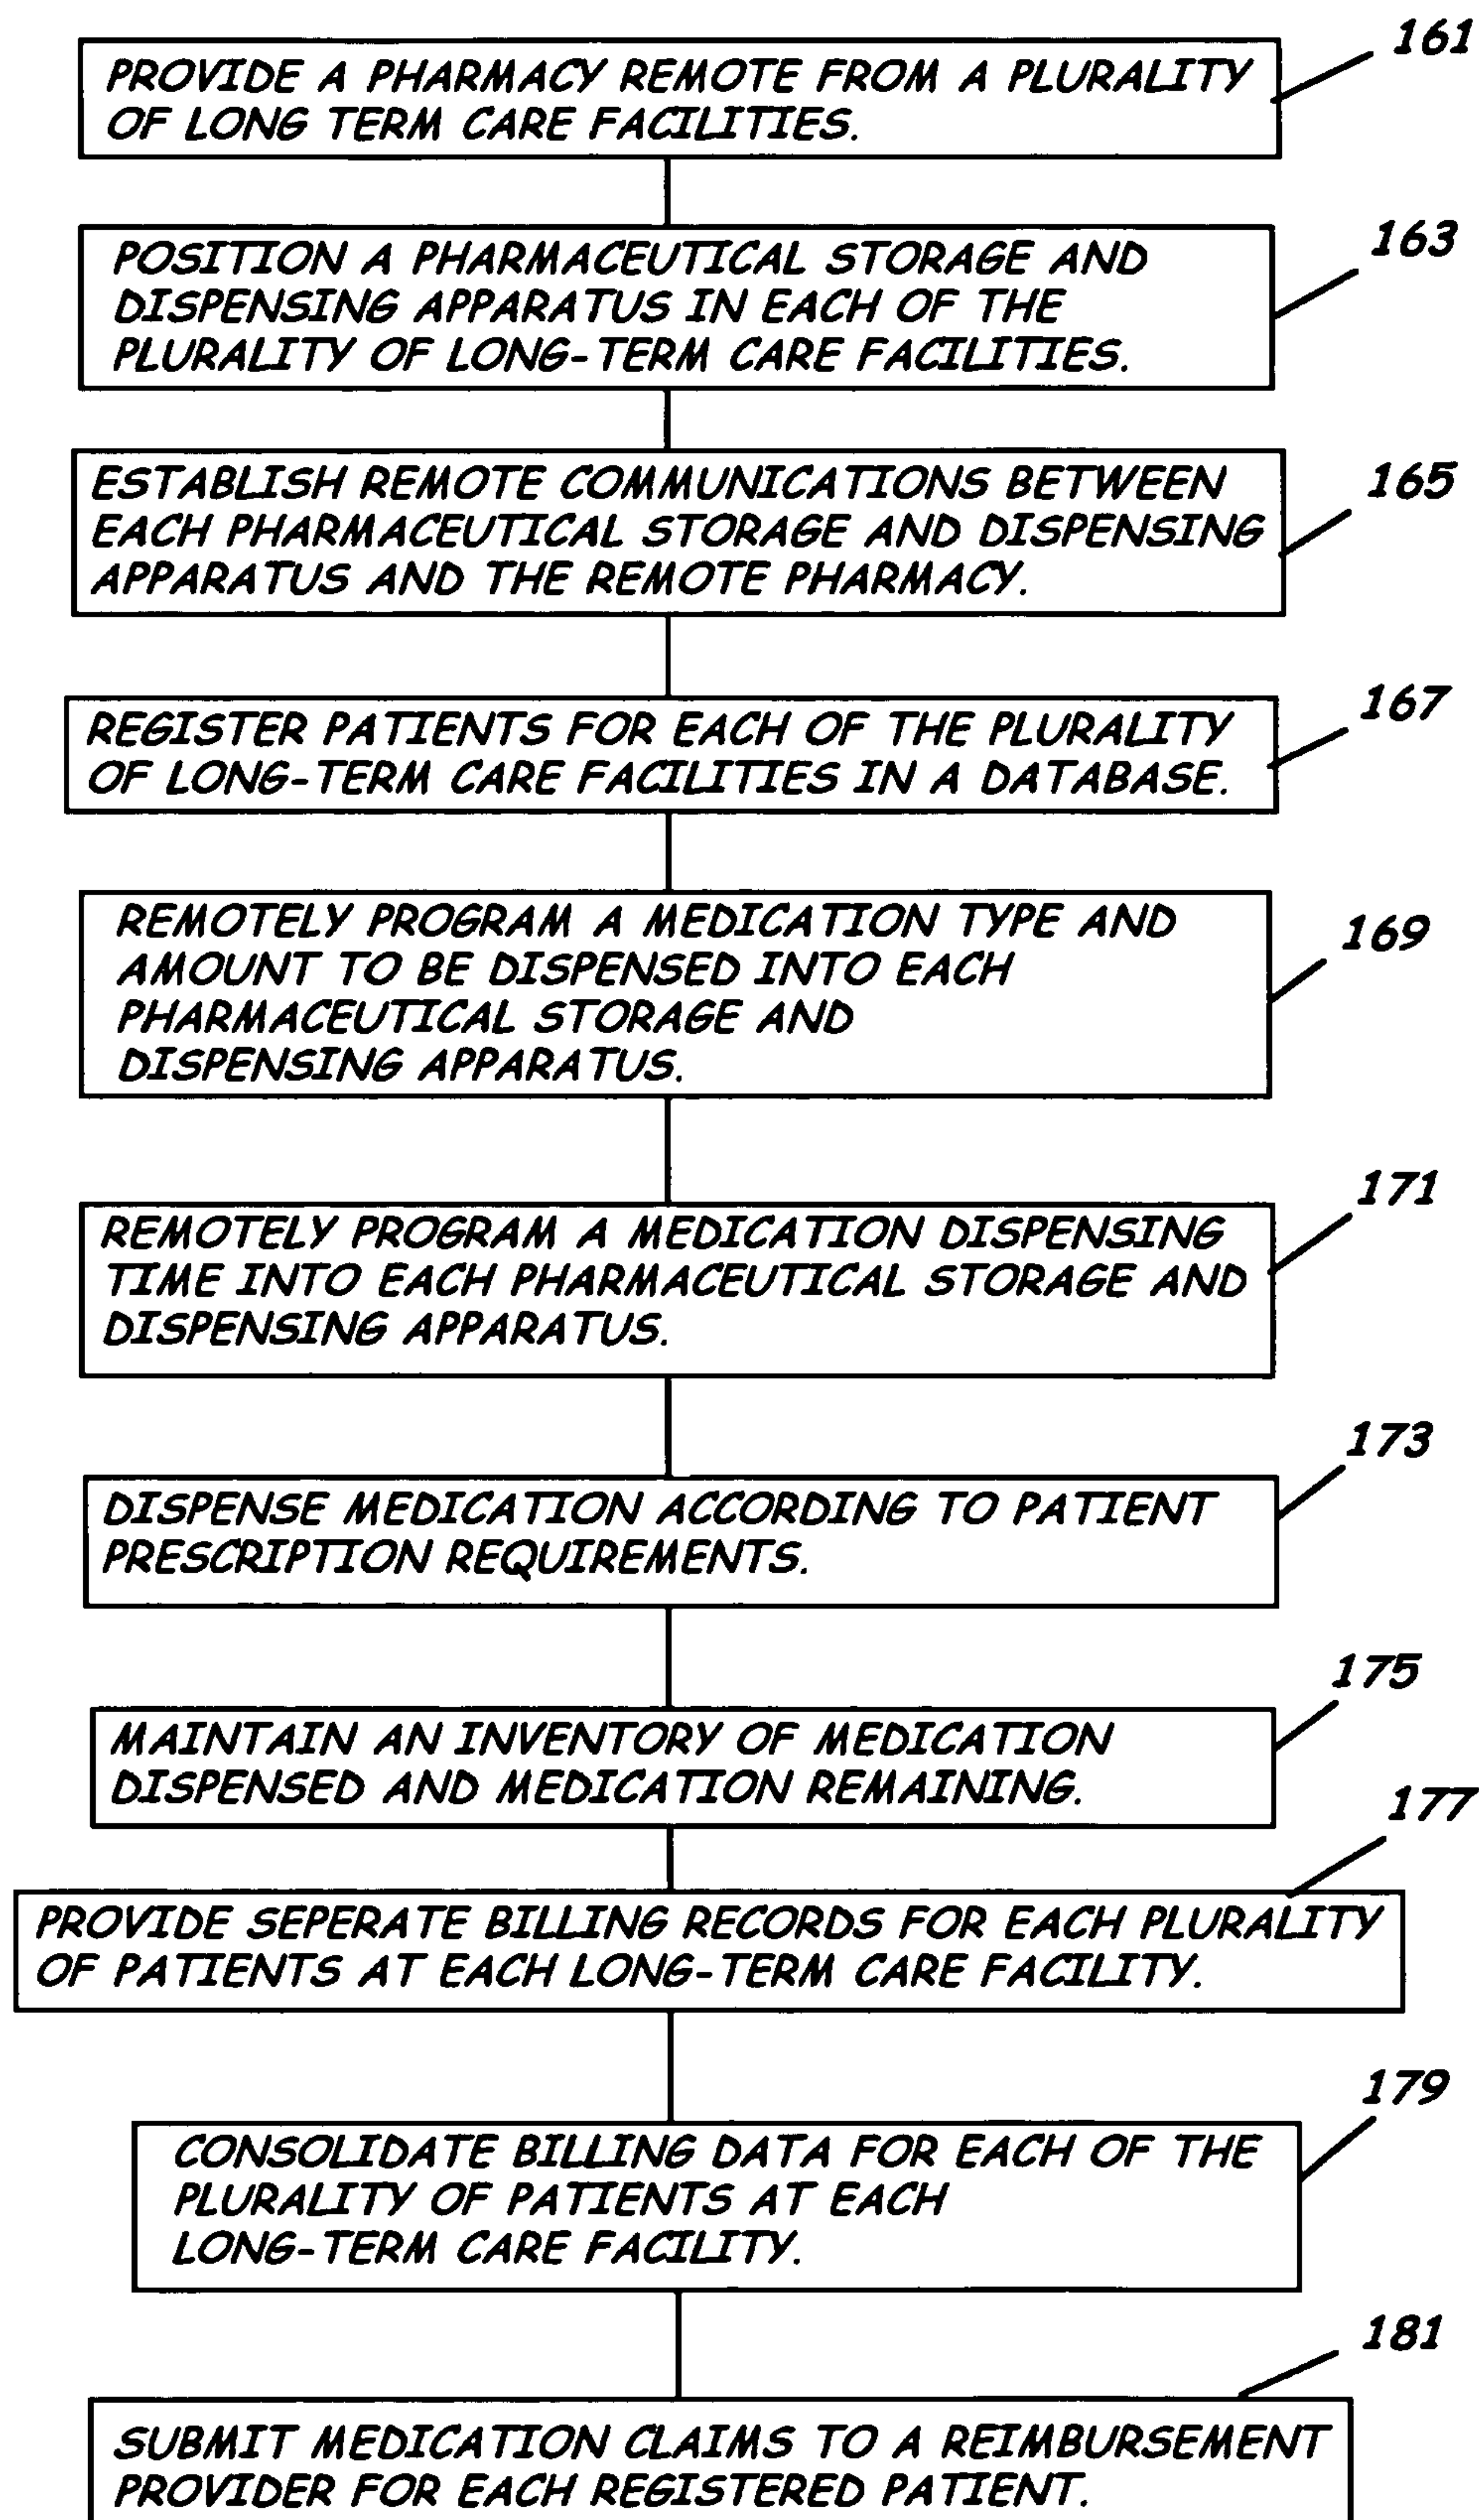 161
PROVIDE A PHARMACY REMOTE FROM A PLURALITY
OF LONG TERM CARE FACILITIES.
163
POSITION A PHARMACEUTICAL STORAGE AND
DISPENSING APPARATUS IN EACH OF THE
PLURALITY OF LONG-TERM CARE FACILITIES.
165
ESTABLISH REMOTE COMMUNICATIONS BETWEEN
EACH PHARMACEUTICAL STORAGE AND DISPENSING
APPARATUS AND THE REMOTE PHARMACY.
167
REGISTER PATIENTS FOR EACH OF THE PLURALITY
OF LONG-TERM CARE FACILITIES IN A DATABASE.
169
REMOTELY PROGRAM A MEDICATION TYPE AND
AMOUNT TO BE DISPENSED INTO EACH
PHARMACEUTICAL STORAGE AND
DISPENSING APPARATUS.
171
REMOTELY PROGRAM A MEDICATION DISPENSING
TIME INTO EACH PHARMACEUTICAL STORAGE AND
DISPENSING APPARATUS.
173
DISPENSE MEDICATION ACCORDING TO PATIENT
PRESCRIPTION REQUIREMENTS.
175
MAINTAIN AN INVENTORY OF MEDICATION
DISPENSED AND MEDICATION REMAINING.
177
PROVIDE SEPERATE BILLING RECORDS FOR EACH PLURALITY
OF PATIENTS AT EACH LONG-TERM CARE FACILITY.
179
CONSOLIDATE BILLING DATA FOR EACH OF THE
PLURALITY OF PATIENTS AT EACH
LONG-TERM CARE FACILITY.
181
SUBMIT MEDICATION CLAIMS TO A REIMBURSEMENT
PROVIDER FOR EACH REGISTERED PATIENT.